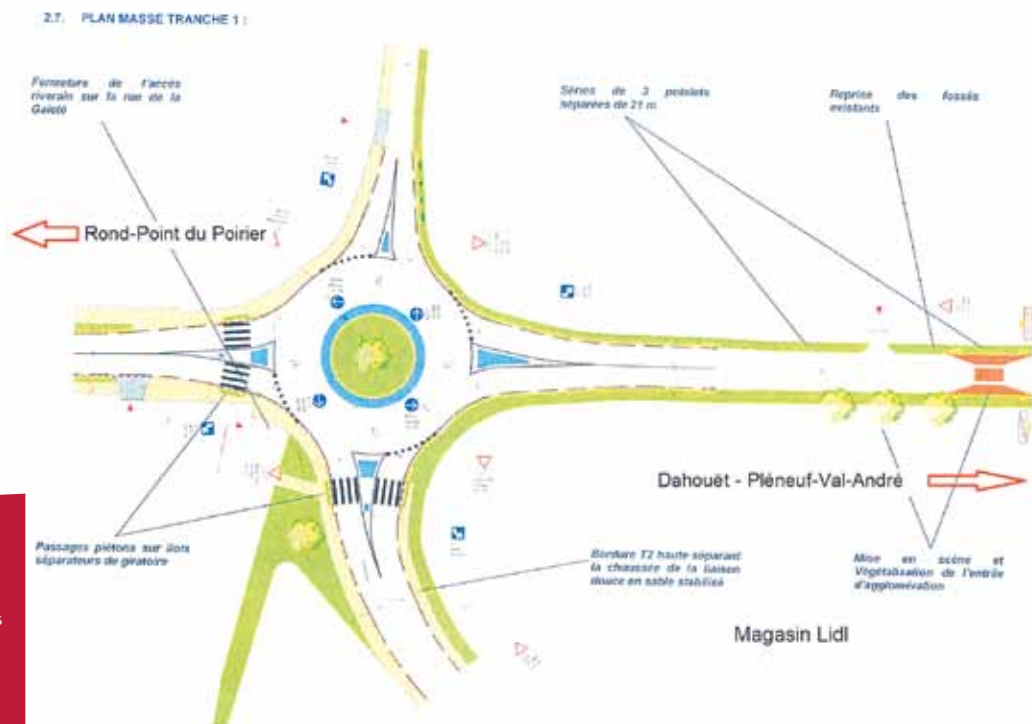 2.7. PLAN MASSE TRANCHE 1 :
Fermeture de l'accès
riverain sur la rue de la
Gaieté
Séries de 3 potelets
séparées de 21 m
Reprise des fossés
existants
Rond-Point du Poirier
Dahouët - Pléneuf-Val-André
Passages piétons sur îlots
séparateurs de giratoire
Bordure T2 haute séparant
la chaussée de la liaison
douce en sable stabilisé
Mise en scène et
Végétalisation de l'entrée
d'agglomération
Magasin Lidl
s